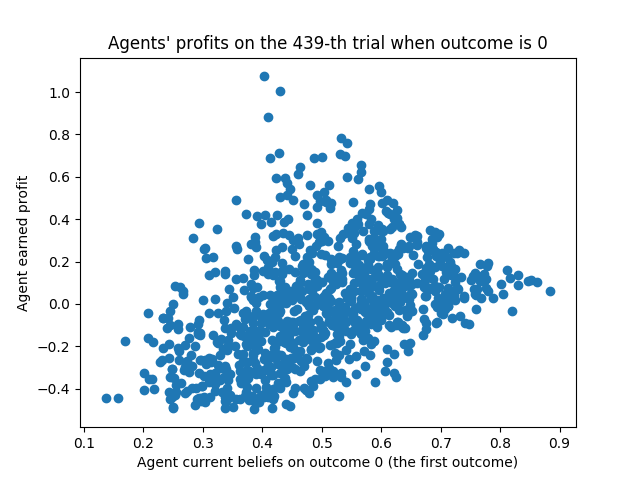 Agents' profits on the 439-th trial when outcome is 0
Agent earned profit
1.0
0.8
0.6
0.4
0.2
0.0
−0.2
−0.4
0.1 0.2 0.3 0.4 0.5 0.6 0.7 0.8 0.9
Agent current beliefs on outcome 0 (the first outcome)